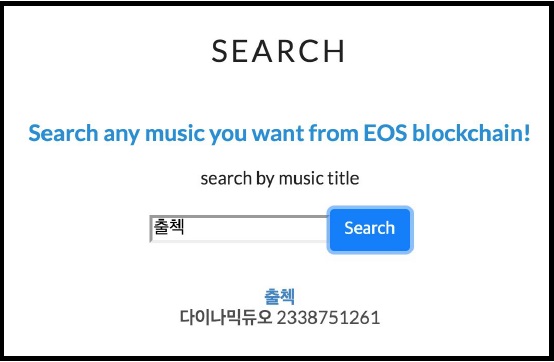 SEARCH
Search any music you want from EOS blockchain!
search by music title
출첵
Search
출첵
다이나믹듀오 2338751261